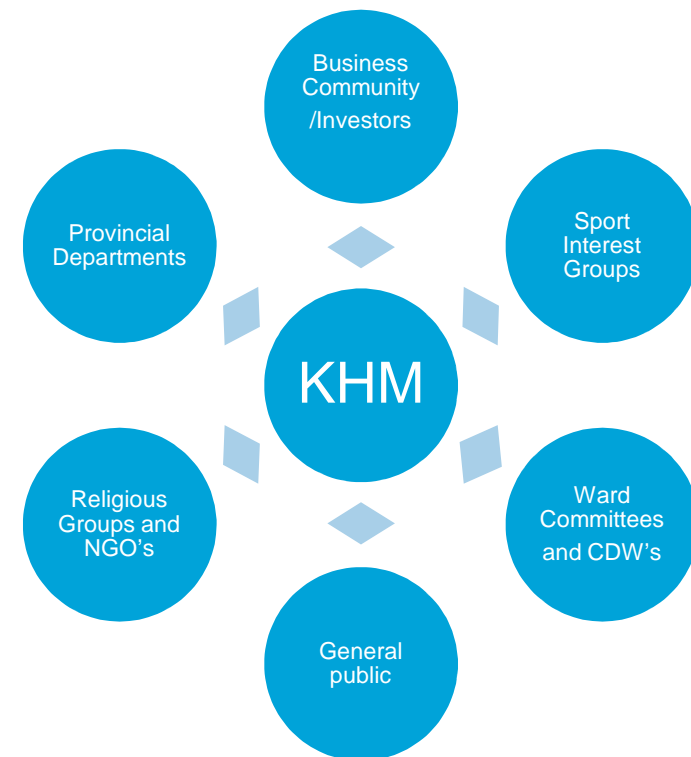 Business
Community
/Investors
Provincial
Departments
Sport
Interest
Groups
KHM
Religious
Groups and
NGO’s
Ward
Committees
and CDW’s
General
public